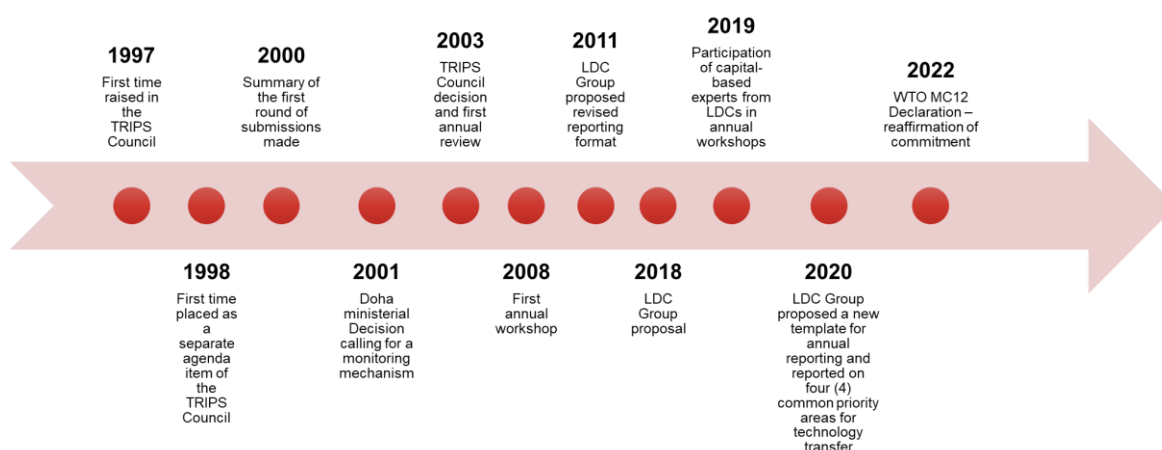 1997
First time
raised in
the
TRIPS
Council
2000
Summary of
the first
round of
submissions
made
2003
TRIPS
Council
decision
and first
annual
review
2011
LDC
Group
proposed
revised
reporting
format
2019
Participation
of capital-
based
experts from
LDCs in
annual
workshops
2022
WTO MC12
Declaration –
reaffirmation of
commitment
1998
First time
placed as
a
separate
agenda
item of
the
TRIPS
Council
2001
Doha
ministerial
Decision
calling for a
monitoring
mechanism
2008
First
annual
workshop
2018
LDC
Group
proposal
2020
LDC Group
proposed a new
template for
annual
reporting and
reported on
four (4)
common priority
areas for
technology
transfer